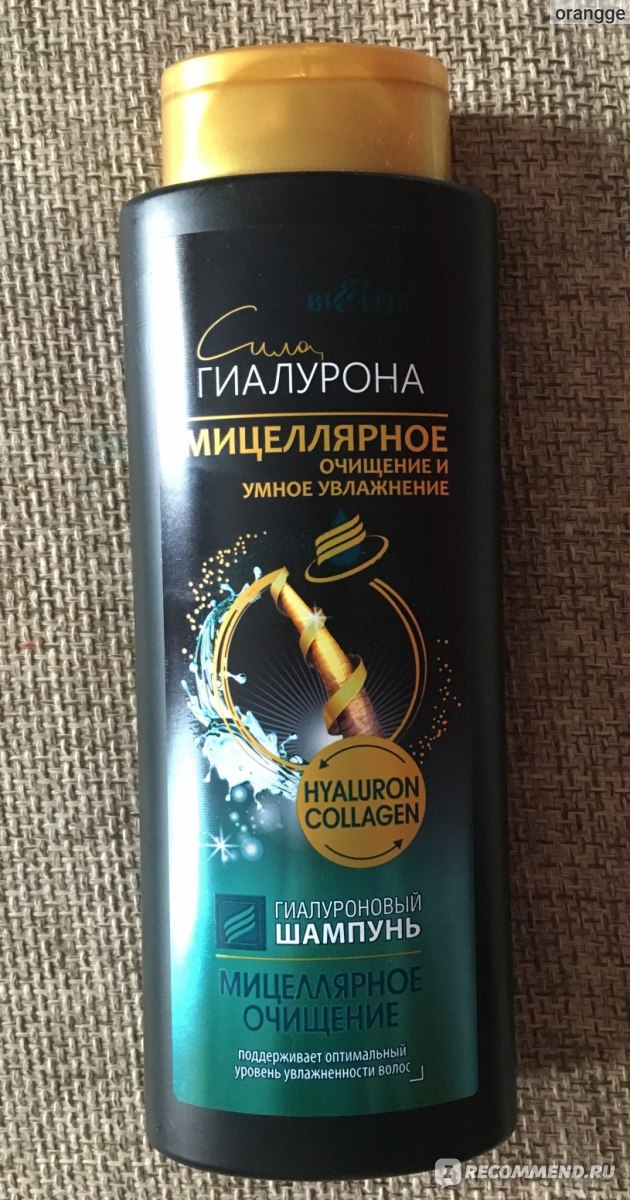 orangge
BIELITA
Сила
ГИАЛУРОНА
МИЦЕЛЛЯРНОЕ
ОЧИЩЕНИЕ И
УМНОЕ УВЛАЖНЕНИЕ
HYALURON
COLLAGEN
ГИАЛУРОНОВЫЙ
ШАМПУНЬ
МИЦЕЛЛЯРНОЕ
ОЧИЩЕНИЕ
поддерживает оптимальный
уровень увлажненности волос
RECOMMEND.RU